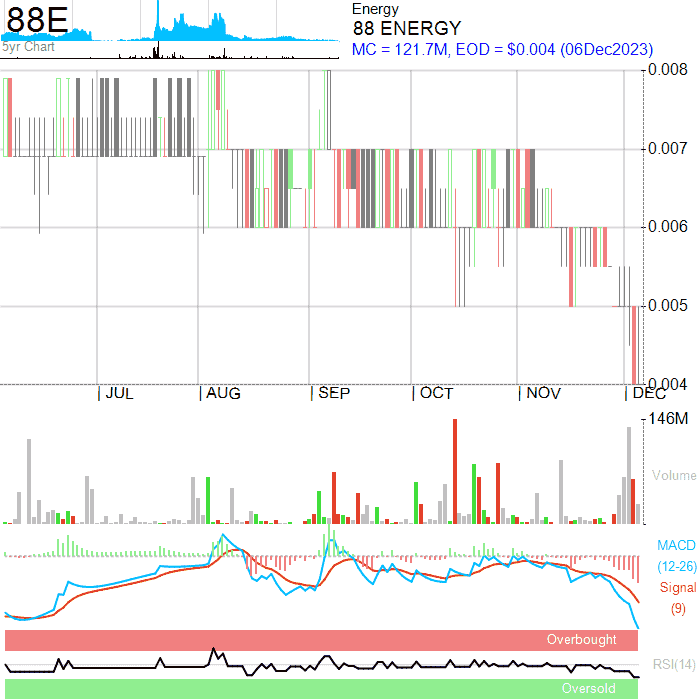 88E
5yr Chart
Energy
88 ENERGY
MC = 121.7M, EOD = $0.004 (06Dec2023)
0.008
0.007
0.006
0.005
0.004
JUL AUG SEP OCT NOV DEC
146M
Volume
MACD
(12-26)
Signal
(9)
Overbought
RSI(14)
Oversold